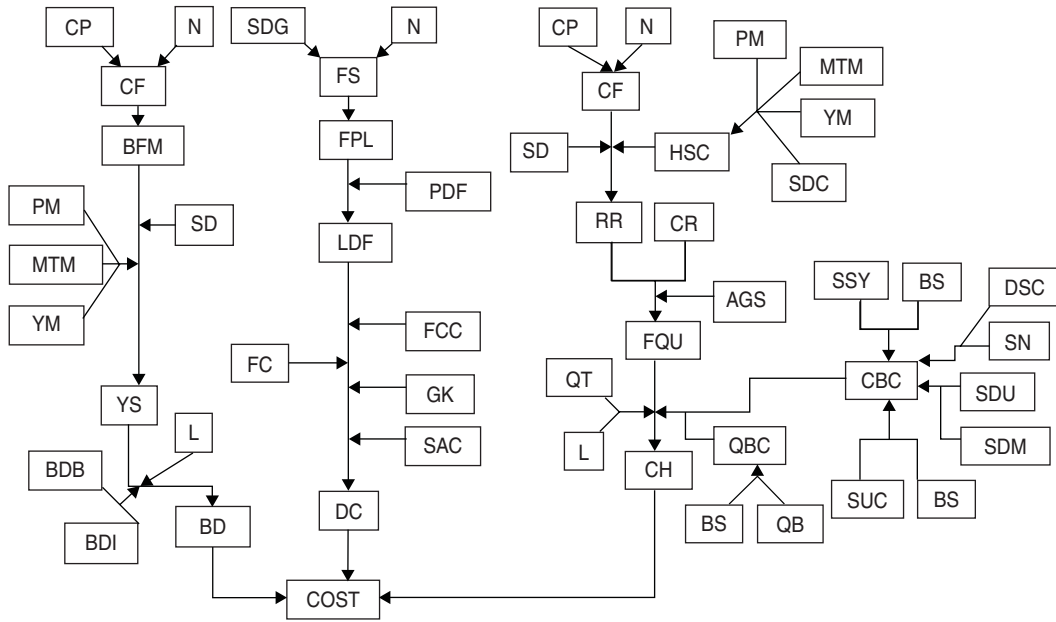 CP
N
SDG
N
CP
N
PM
MTM
CF
FS
CF
YM
BFM
FPL
SD
HSC
SDC
PM
SD
PDF
RR
CR
MTM
LDF
YM
SSY
BS
DSC
AGS
FCC
FQU
SN
FC
CBC
QT
SDU
GK
YS
L
L
QBC
SDM
SAC
BDB
CH
DC
BS
QB
SUC
BS
BDI
BD
COST